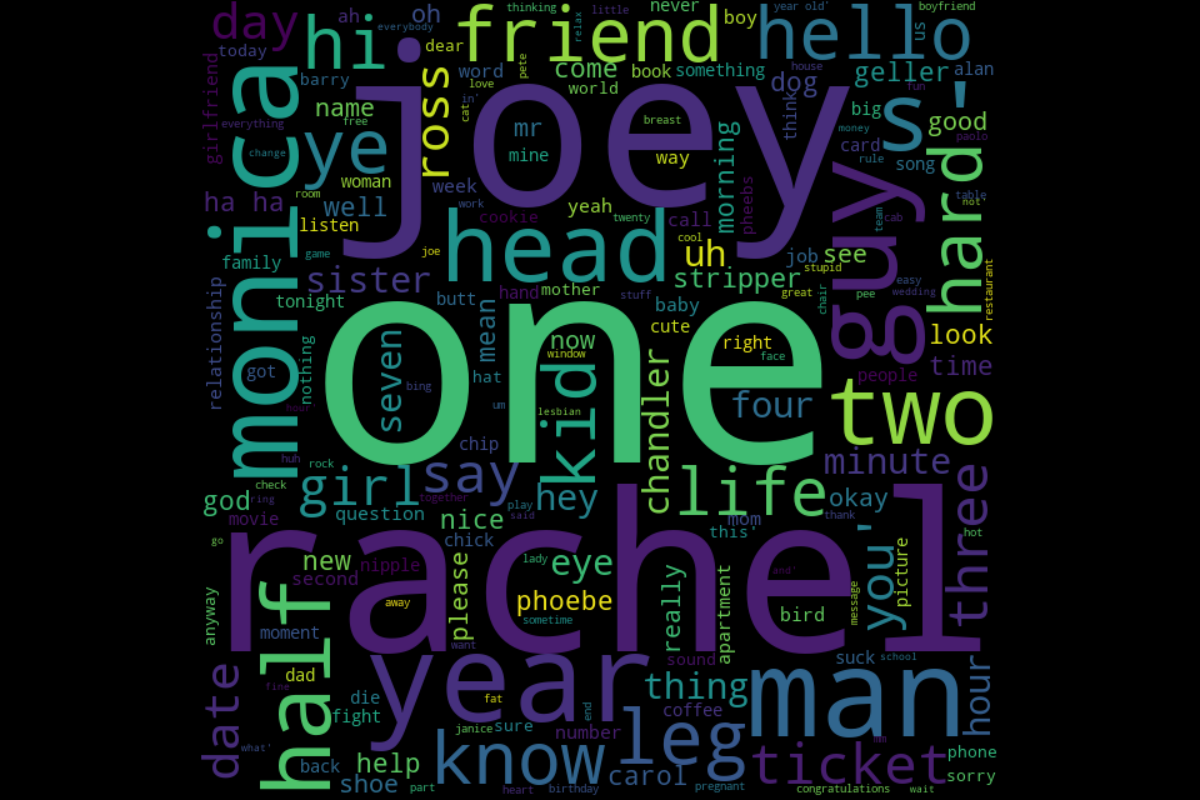 day
ah
oh
thinking
little
never
boyfriend
hi
everybody
friend
relax
boy
year old'
hello
us
today
dear
girlfriend
monica
barry
ross
word
pete
come
book
something
dog
house
geller
alan
love
world
think
fun
name
free
ye
joey
cat
in'
mr
breast
big
s'
good
everything
change
mine
way
morning
money
card
paolo
rule
song
hard
woman
week
pheebs
guy
room
work
ha ha
well
cookie
yeah
twenty
call
team
cab
table
not'
listen
head
cool
uh
family
game
joe
job
see
stupid
sister
stripper
easy
restaurant
relationship
tonight
butt
hand
mother
stuff
great
chair
pee
wedding
mean
baby
one
nothing
seven
now
cute
right
look
window
face
time
got
hat
kid
chandler
people
bing
four
two
hour
um
lesbian
chip
huh
rock
say
minute
girl
life
three
check
together
hey
okay
god
ring
play
movie
question
nice
said
mom
thank
this'
hot
go
rachel
chick
you'
picture
new
nipple
lady
eye
really
apartment
and'
second
half
please
message
anyway
away
phoebe
bird
sometime
moment
want
sound
suck
school
date
dad
year
hour
fine
thing
man
die
fat
coffee
fight
janice
sure
end
leg
number
what'
know
mm
ticket
phone
back
help
carol
sorry
shoe
part
heart
birthday
pregnant
congratulations
wait